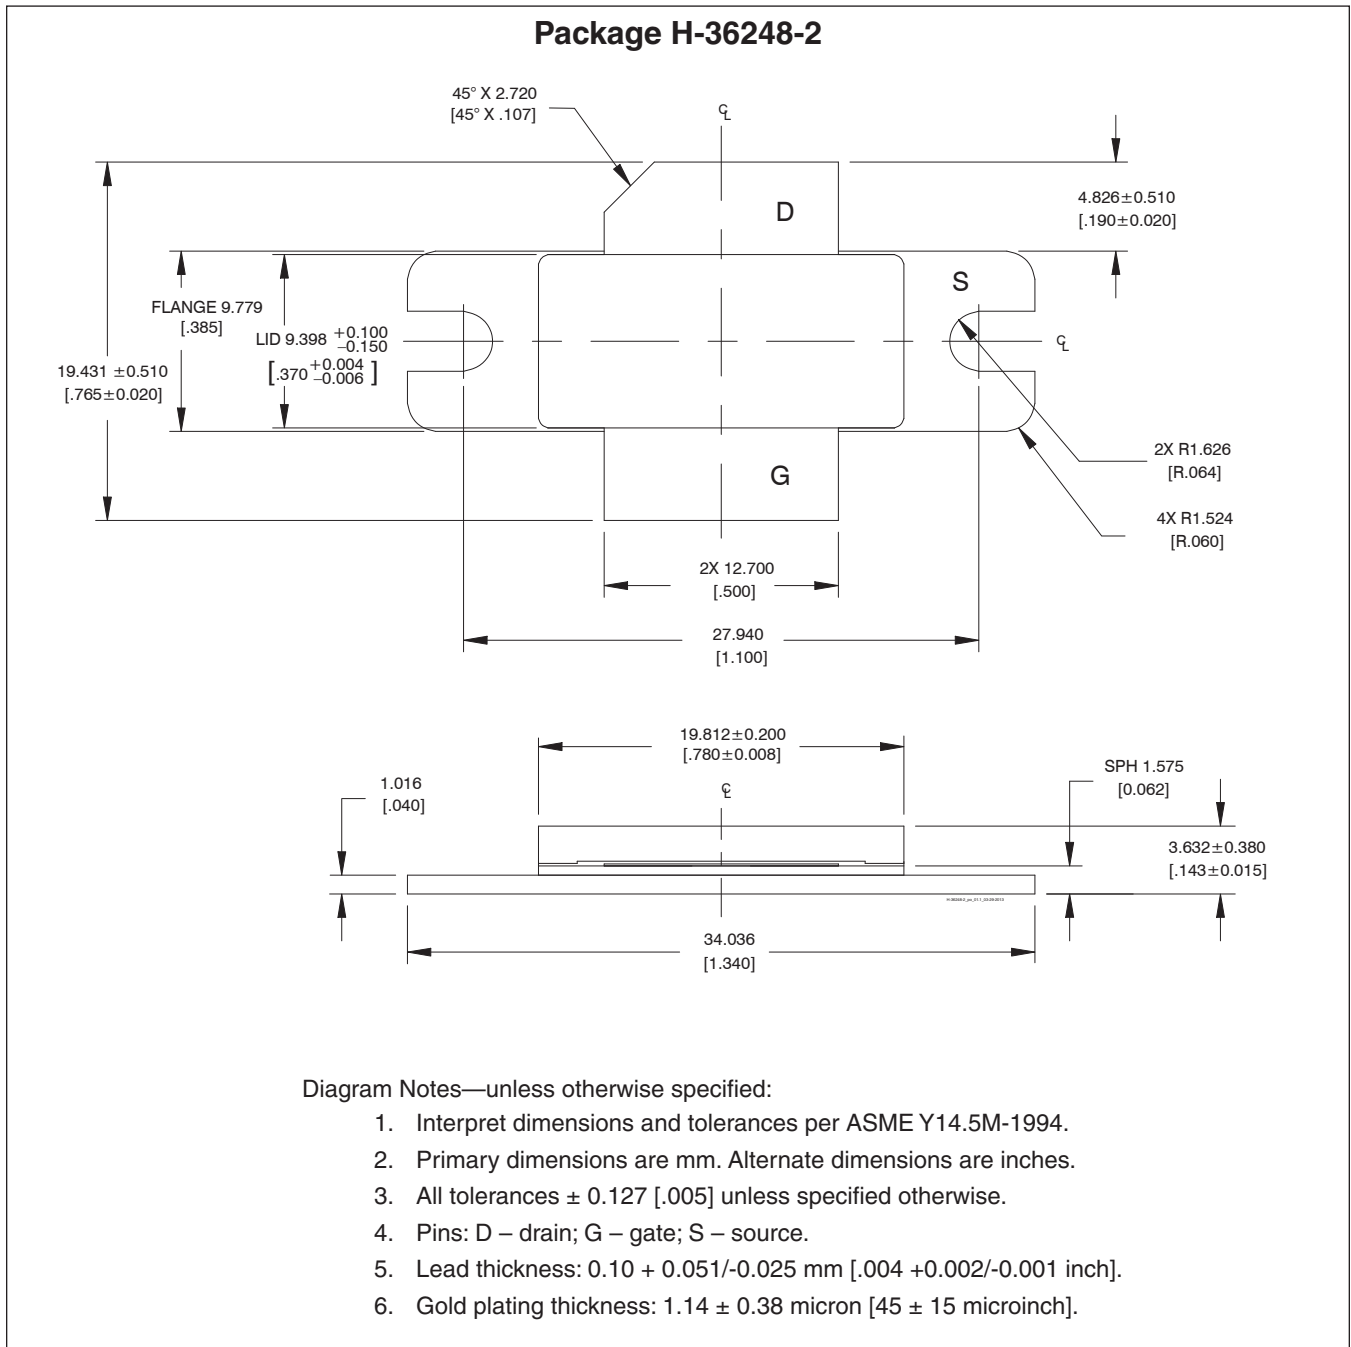 Package H-36248-2
45° X 2.720
[45° X .107]
℄
D
4.826±0.510
[.190±0.020]
S
FLANGE 9.779
[.385]
LID 9.398 +0.100
–0.150
[.370 +0.004
–0.006 ]
℄
19.431 ±0.510
[.765±0.020]
2X R1.626
[R.064]
G
4X R1.524
[R.060]
2X 12.700
[.500]
27.940
[1.100]
19.812±0.200
[.780±0.008]
SPH 1.575
[0.062]
1.016
[.040]
℄
3.632±0.380
[.143±0.015]
34.036
[1.340]
Diagram Notes—unless otherwise specified:
1. Interpret dimensions and tolerances per ASME Y14.5M-1994.
2. Primary dimensions are mm. Alternate dimensions are inches.
3. All tolerances ± 0.127 [.005] unless specified otherwise.
4. Pins: D – drain; G – gate; S – source.
5. Lead thickness: 0.10 + 0.051/-0.025 mm [.004 +0.002/-0.001 inch].
6. Gold plating thickness: 1.14 ± 0.38 micron [45 ± 15 microinch].